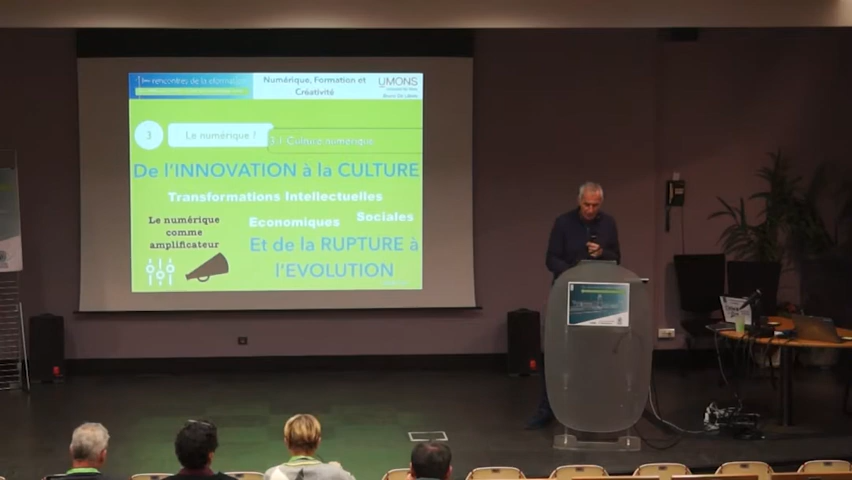 rencontres de la
Numérique, Formation et
Créativité
UMONS
3
Le numérique ?
3.1 Culture numérique
De l'INNOVATION à la CULTURE
Transformations Intellectuelles
Economiques
Sociales
Le numérique
comme
amplificateur
Et de la RUPTURE à
l'EVOLUTION